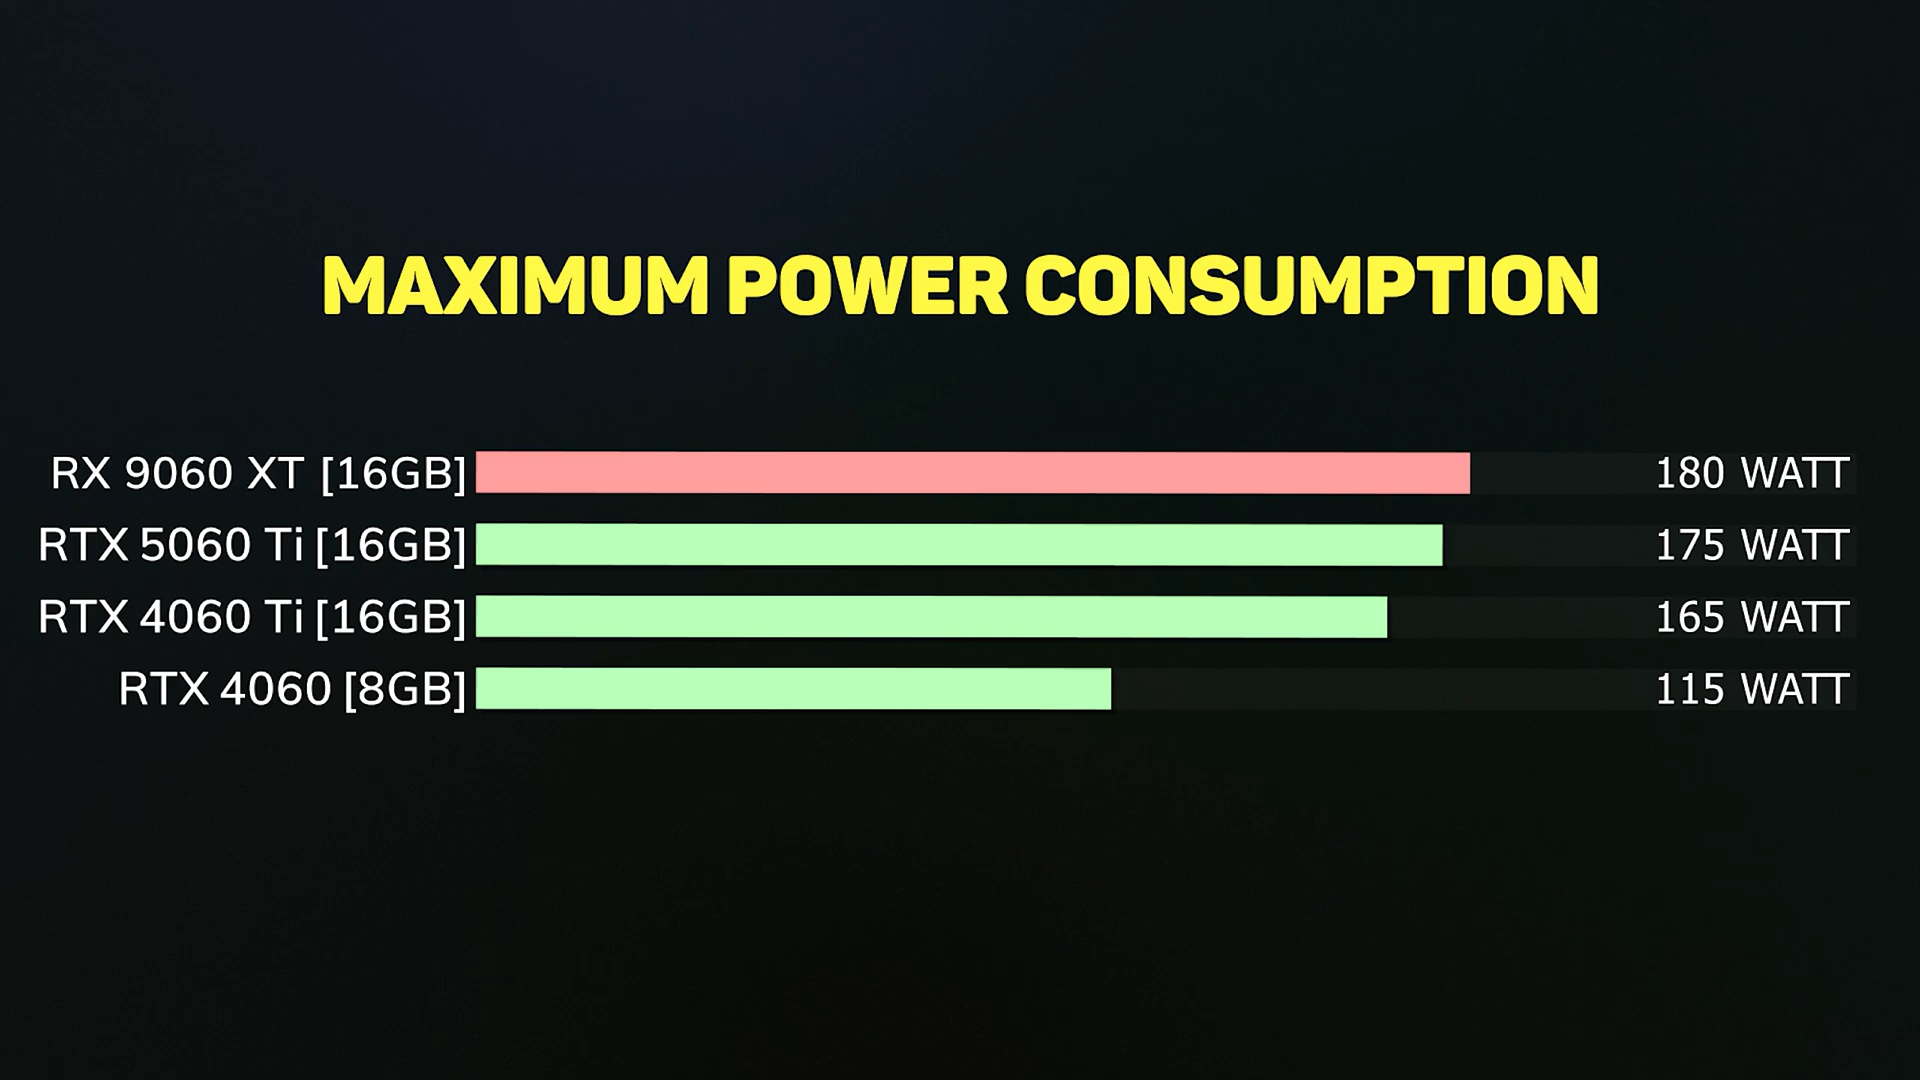 MAXIMUM POWER CONSUMPTION
RX 9060 XT [16GB] 180 WATT
RTX 5060 Ti [16GB] 175 WATT
RTX 4060 Ti [16GB] 165 WATT
RTX 4060 [8GB] 115 WATT